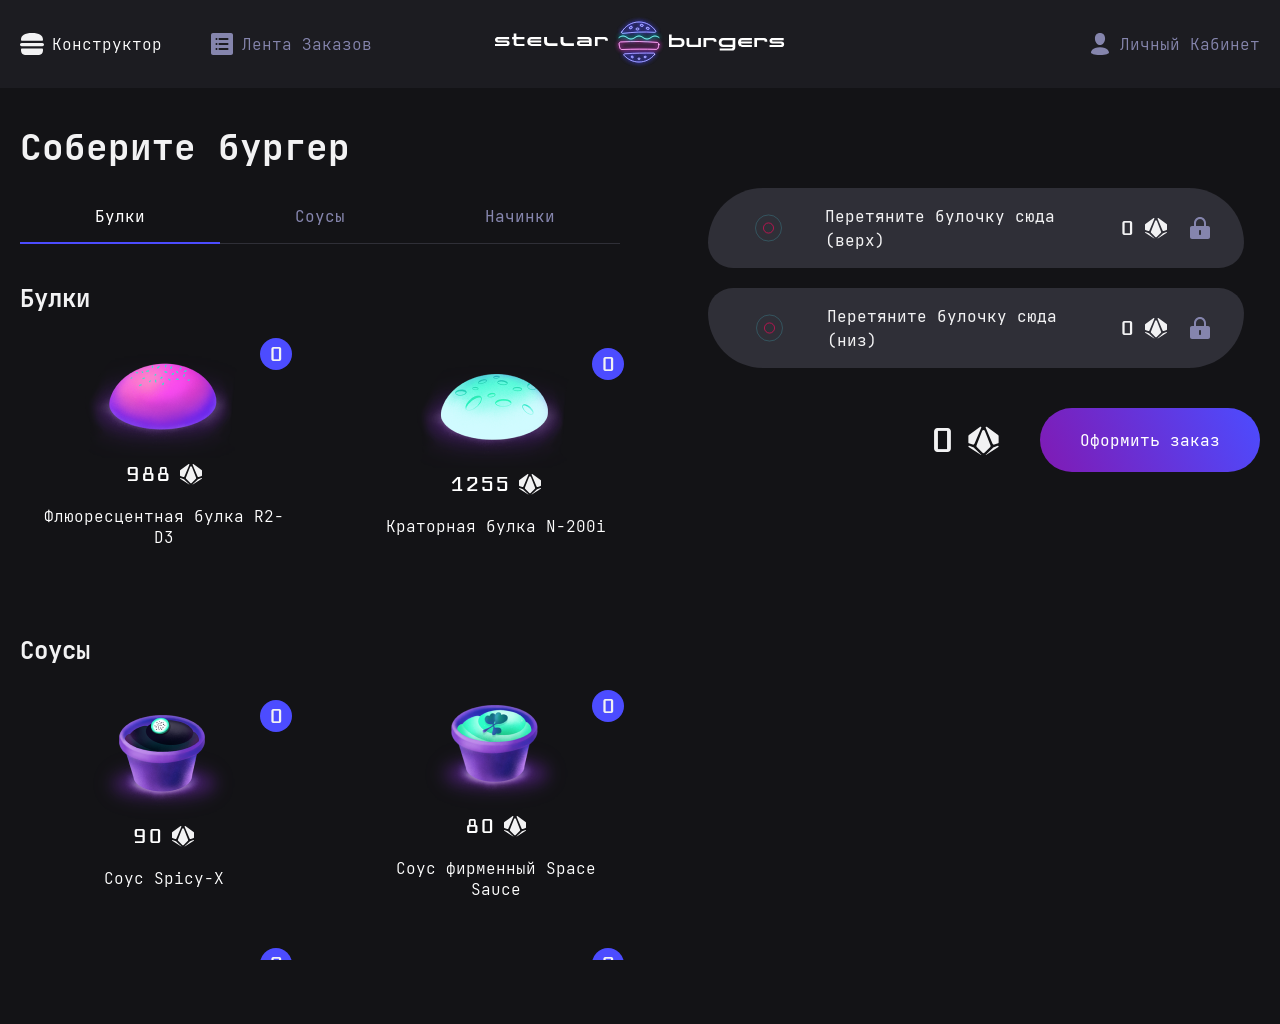 Конструктор
Лента Заказов
stellar burgers
Личный Кабинет
Соберите бургер
Булки
Соусы
Начинки
Булки
0
988
Флюоресцентная булка R2-
D3
0
1255
Краторная булка N-200i
Соусы
0
90
Соус Spicy-X
0
80
Соус фирменный Space
Sauce
Перетяните булочку сюда
(верх)
0
Перетяните булочку сюда
(низ)
0
0
Оформить заказ